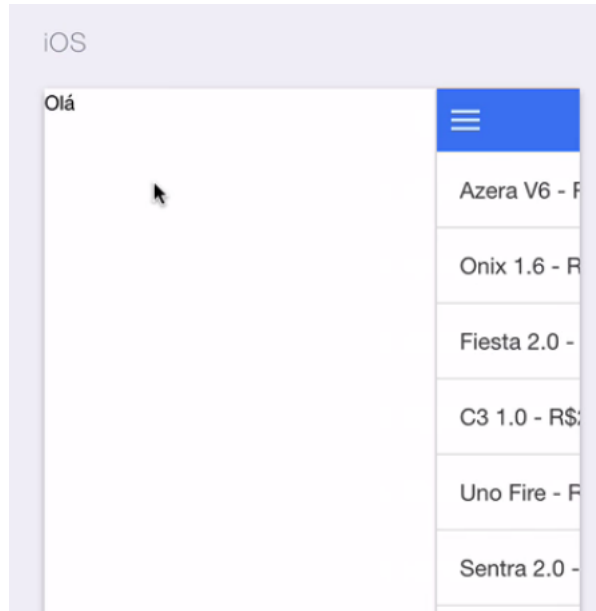 iOS
Olá
Azera V6 -
Onix 1.6 - R
Fiesta 2.0 -
C3 1.0 - R$
Uno Fire -
Sentra 2.0 -